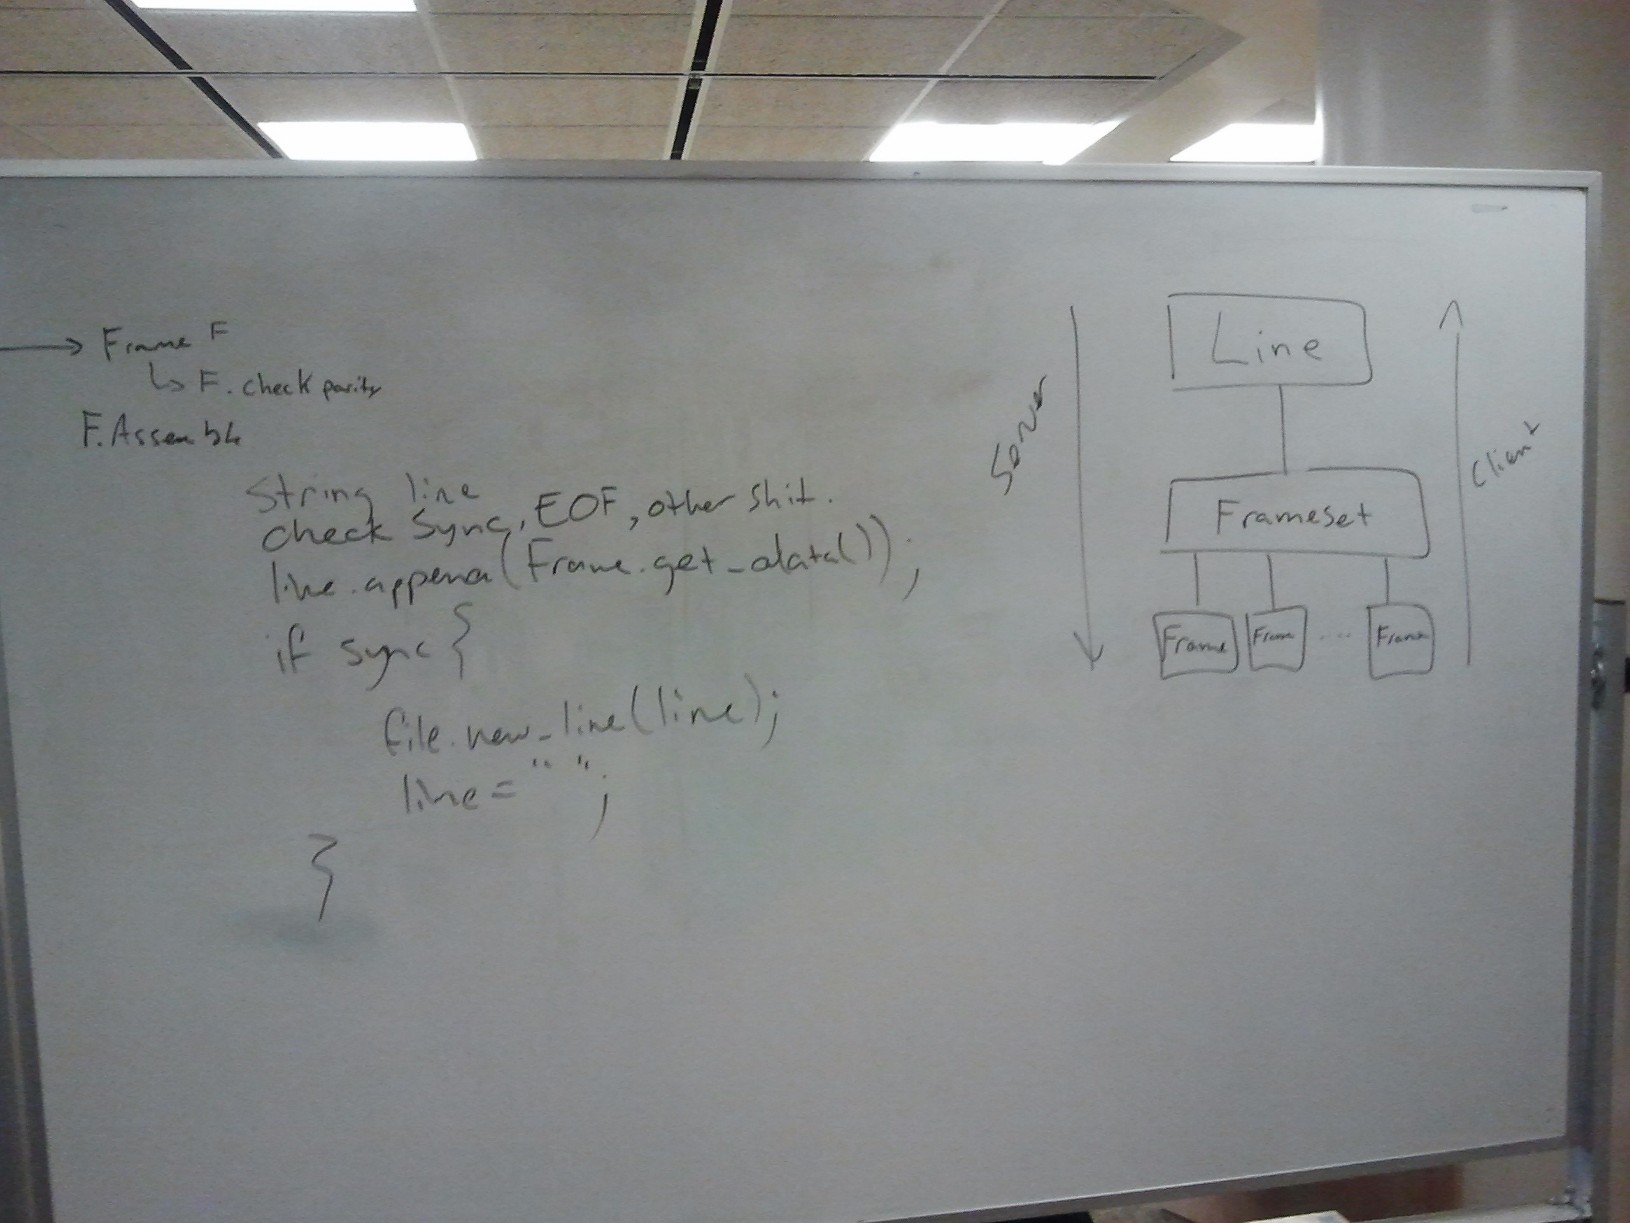 Frame F
F. check parity
F. Assemble
String line
check Sync, EOF, other shit.
line.append(Frame.get_data());
if sync {
file.new_line(line);
line = " ";
}
Server
Line
Frameset
Frame Frame .... Frame
Client